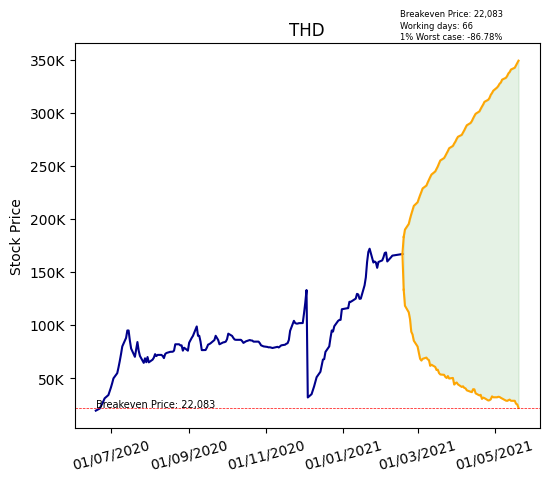 Breakeven Price: 22,083
Working days: 66
1% Worst case: -86.78%
THD
Stock Price
350K
300K
250K
200K
150K
100K
50K
Breakeven Price: 22,083
01/07/2020
01/09/2020
01/11/2020
01/01/2021
01/03/2021
01/05/2021